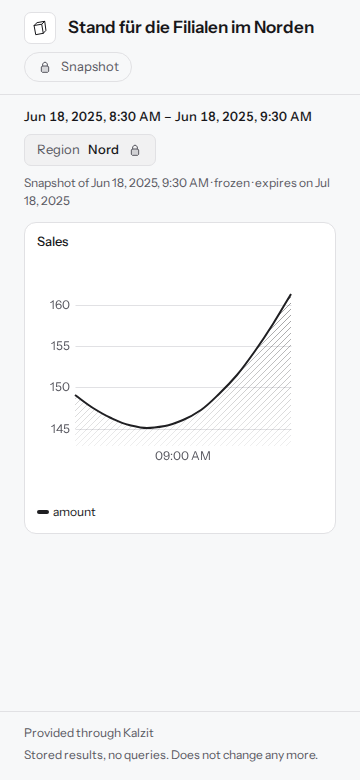 Stand für die Filialen im Norden
Snapshot
Jun 18, 2025, 8:30 AM – Jun 18, 2025, 9:30 AM
Region Nord
Snapshot of Jun 18, 2025, 9:30 AM · frozen · expires on Jul
18, 2025
Sales
160
155
150
145
09:00 AM
amount
Provided through Kalzit
Stored results, no queries. Does not change any more.